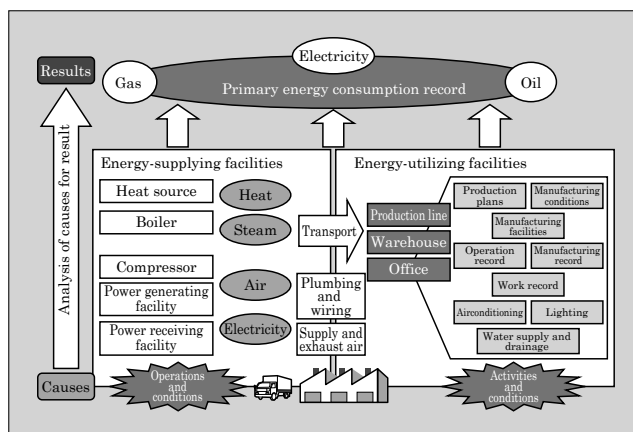 Electricity
Results
Gas
Primary energy consumption record
Oil
Analysis of causes for result
Energy-supplying facilities
Heat source
Boiler
Compressor
Power generating
facility
Power receiving
facility
Heat
Steam
Air
Electricity
Transport
Plumbing
and
wiring
Supply and
exhaust air
Energy-utilizing facilities
Production line
Warehouse
Office
Production
plans
Manufacturing
conditions
Manufacturing
facilities
Operation
record
Manufacturing
record
Work record
Airconditioning
Lighting
Water supply and
drainage
Causes
Operations
and
conditions
Activities
and
conditions